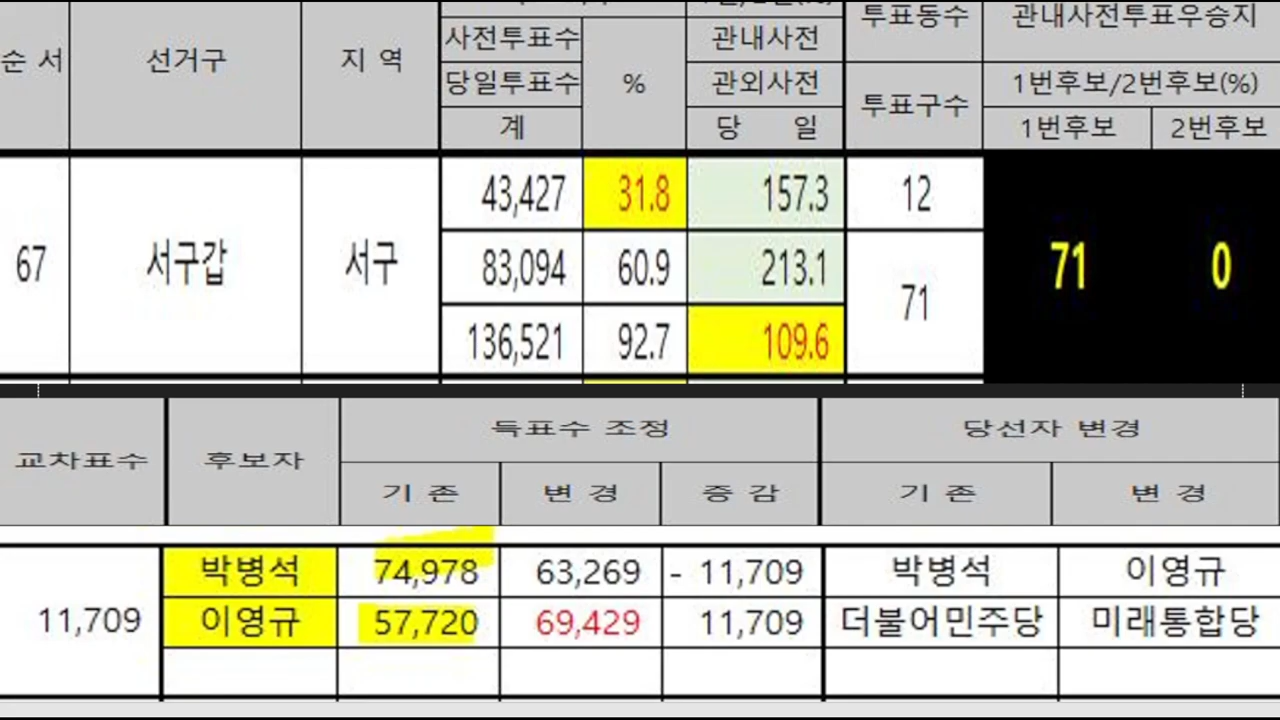 순 서 선거구 지 역 사전투표수 % 관내사전 투표동수 관내사전투표우승지
당일투표수 관외사전 투표구수 1번후보/2번후보(%)
계 당 일 1번후보 2번후보
67 서구갑 서구 43,427 31.8 157.3 12 71 0
83,094 60.9 213.1 71
136,521 92.7 109.6
교차표수 후보자 득표수 조정 당선자 변경
기 존 변 경 증 감 기 존 변 경
11,709 박병석 74,978 63,269 - 11,709 박병석 이영규
이영규 57,720 69,429 11,709 더불어민주당 미래통합당